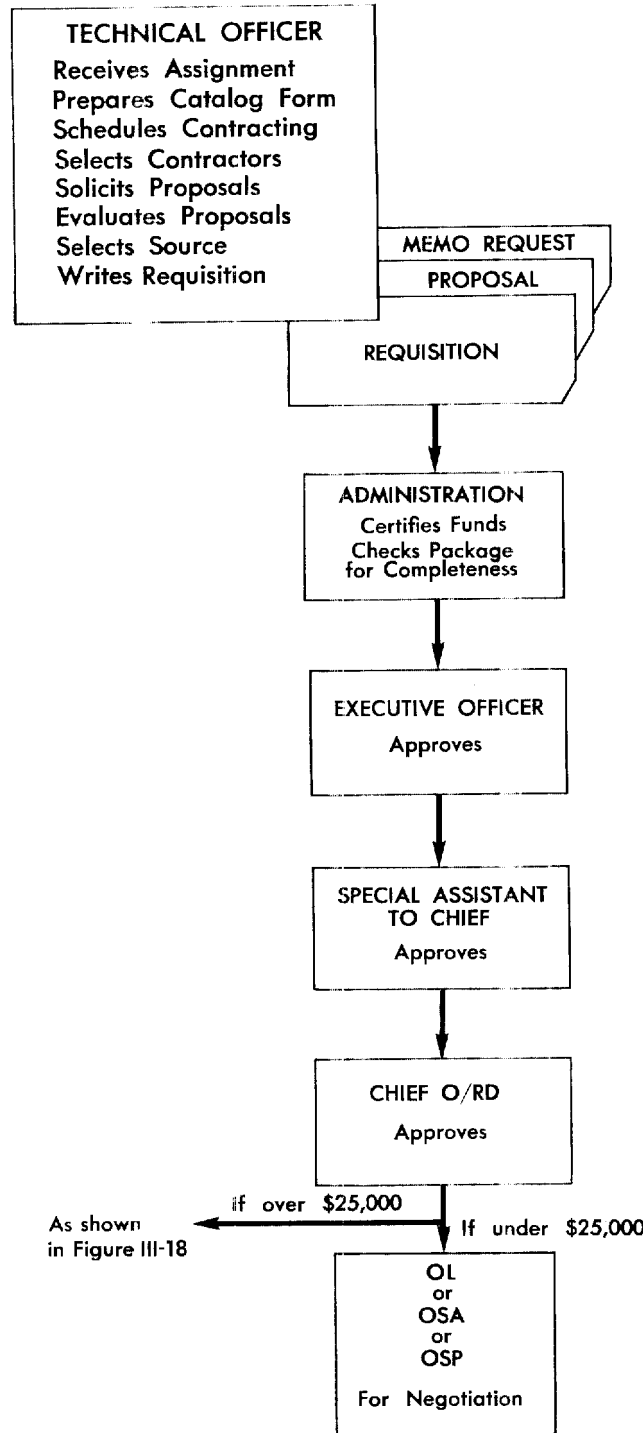 TECHNICAL OFFICER
Receives Assignment
Prepares Catalog Form
Schedules Contracting
Selects Contractors
Solicits Proposals
Evaluates Proposals
Selects Source
Writes Requisition
MEMO REQUEST
PROPOSAL
REQUISITION
ADMINISTRATION
Certifies Funds
Checks Package
for Completeness
EXECUTIVE OFFICER
Approves
SPECIAL ASSISTANT
TO CHIEF
Approves
CHIEF O/RD
Approves
If over $25,000
As shown
in Figure III-18
If under $25,000
OL
or
OSA
or
OSP
For Negotiation